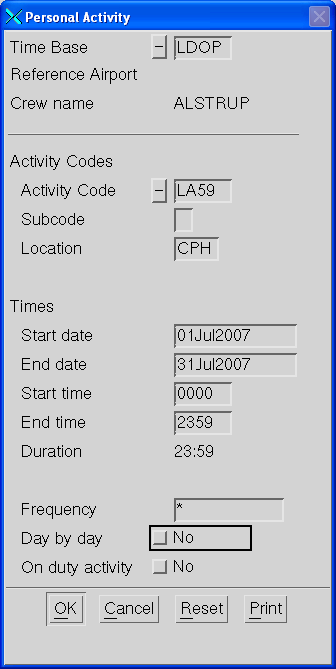 Personal Activity
Time Base – LDOP
Reference Airport
Crew name ALSTRUP
Activity Codes
Activity Code – LA59
Subcode
Location CPH
Times
Start date 01Jul2007
End date 31Jul2007
Start time 0000
End time 2359
Duration 23:59
Frequency *
Day by day No
On duty activity No
OK Cancel Reset Print